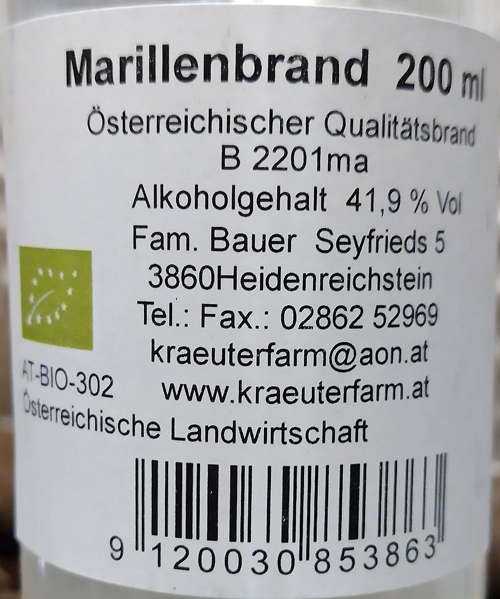 Marillenbrand 200 ml
Österreichischer Qualitätsbrand
B 2201ma
Alkoholgehalt 41,9 % Vol
Fam. Bauer Seyfrieds 5
3860Heidenreichstein
Tel.: Fax.: 02862 52969
kraeuterfarm@aon.at
AT-BIO-302 www.kraeuterfarm.at
Österreichische Landwirtschaft
9 120030 853863